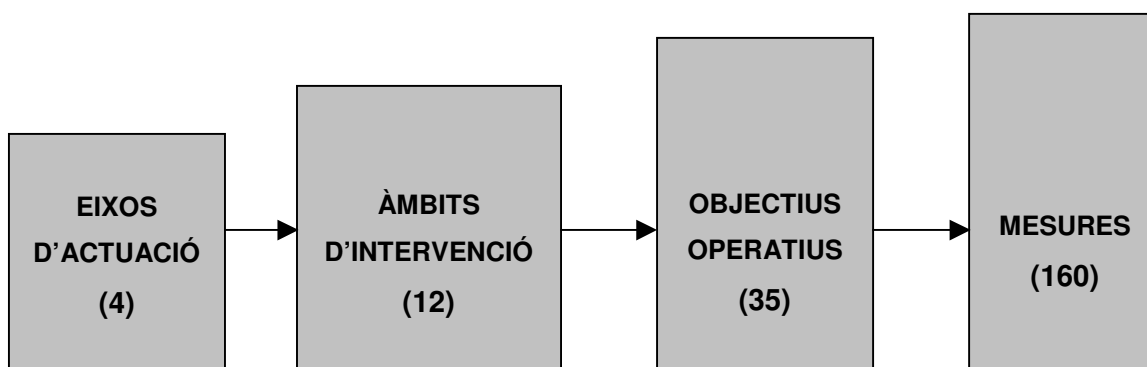 EIXOS
D'ACTUACIÓ
(4)
ÀMBITS
D'INTERVENCIÓ
(12)
OBJECTIUS
OPERATIUS
(35)
MESURES
(160)